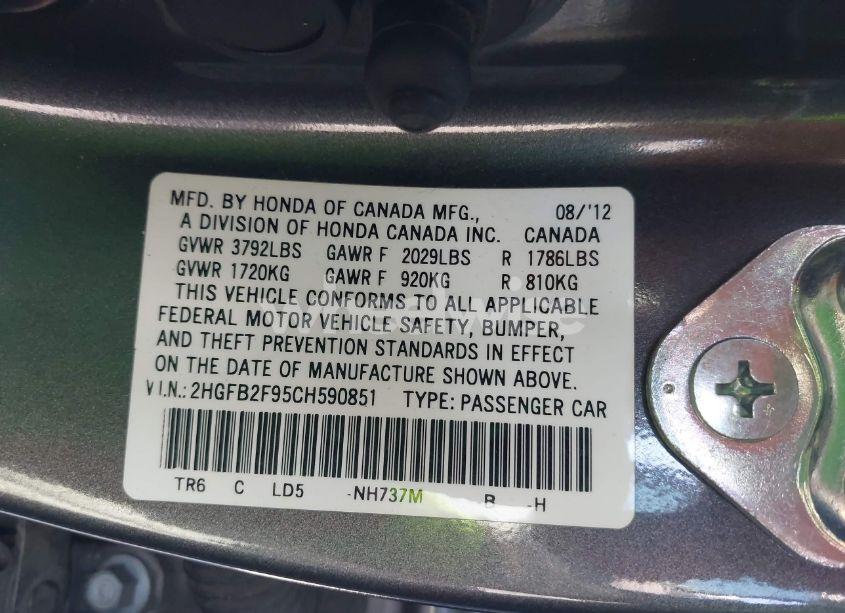 MFD. BY HONDA OF CANADA MFG., 08/'12
A DIVISION OF HONDA CANADA INC. CANADA
GVWR 3792LBS GAWR F 2029LBS R 1786LBS
GVWR 1720KG GAWR F 920KG R 810KG
THIS VEHICLE CONFORMS TO ALL APPLICABLE
FEDERAL MOTOR VEHICLE SAFETY, BUMPER,
AND THEFT PREVENTION STANDARDS IN EFFECT
ON THE DATE OF MANUFACTURE SHOWN ABOVE.
V.I.N.: 2HGFB2F95CH590851 TYPE: PASSENGER CAR
TR6 C LD5 -NH737M B -H